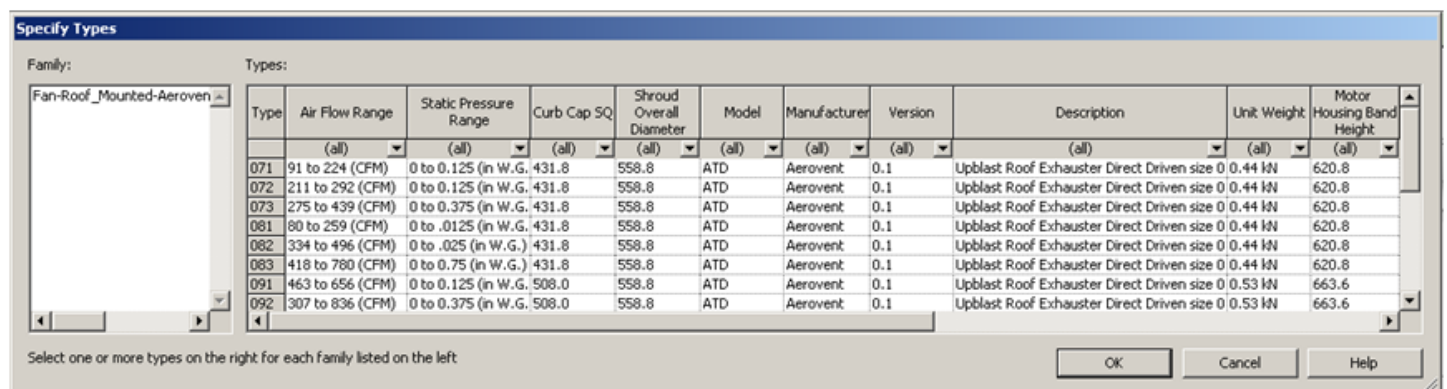 Specify Types
Family:
Types:
Fan-Roof_Mounted-Aeroven
Type Air Flow Range Static Pressure Range Curb Cap SQ Shroud Overall Diameter Model Manufacturer Version Description Unit Weight Motor Housing Band Height
(all) (all) (all) (all) (all) (all) (all) (all) (all) (all)
071 91 to 224 (CFM) 0 to 0.125 (in W.G. 431.8 558.8 ATD Aerovent 0.1 Upblast Roof Exhauster Direct Driven size 0 0.44 kN 620.8
072 211 to 292 (CFM) 0 to 0.125 (in W.G. 431.8 558.8 ATD Aerovent 0.1 Upblast Roof Exhauster Direct Driven size 0 0.44 kN 620.8
073 275 to 439 (CFM) 0 to 0.375 (in W.G. 431.8 558.8 ATD Aerovent 0.1 Upblast Roof Exhauster Direct Driven size 0 0.44 kN 620.8
081 80 to 259 (CFM) 0 to .0125 (in W.G. 431.8 558.8 ATD Aerovent 0.1 Upblast Roof Exhauster Direct Driven size 0 0.44 kN 620.8
082 334 to 496 (CFM) 0 to .025 (in W.G.) 431.8 558.8 ATD Aerovent 0.1 Upblast Roof Exhauster Direct Driven size 0 0.44 kN 620.8
083 418 to 780 (CFM) 0 to 0.75 (in W.G.) 431.8 558.8 ATD Aerovent 0.1 Upblast Roof Exhauster Direct Driven size 0 0.44 kN 620.8
091 463 to 656 (CFM) 0 to 0.125 (in W.G. 508.0 558.8 ATD Aerovent 0.1 Upblast Roof Exhauster Direct Driven size 0 0.53 kN 663.6
092 307 to 836 (CFM) 0 to 0.375 (in W.G. 508.0 558.8 ATD Aerovent 0.1 Upblast Roof Exhauster Direct Driven size 0 0.53 kN 663.6
Select one or more types on the right for each family listed on the left
OK Cancel Help